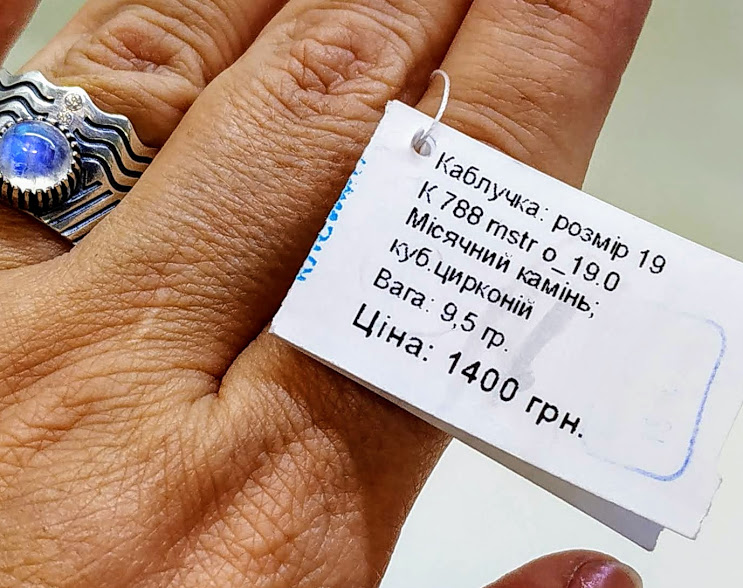 Каблучка: розмір 19
К 788 mstr о_19.0
Місячний камінь;
куб.цирконій
Вага: 9,5 гр.
Ціна: 1400 грн.